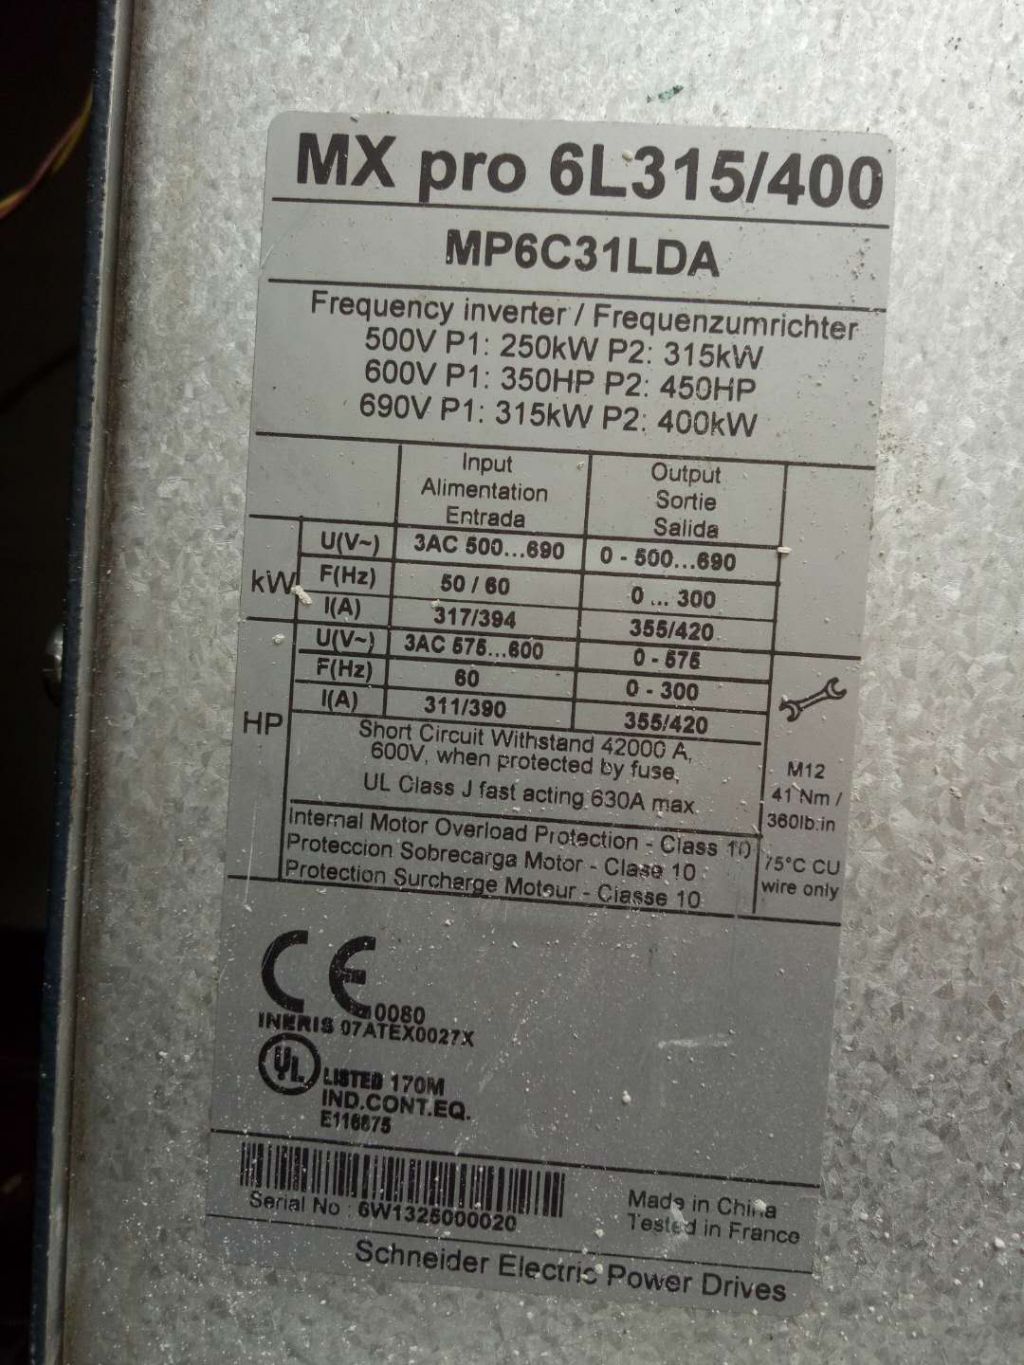 MX pro 6L315/400
MP6C31LDA
Frequency inverter / Frequenzumrichter
500V P1: 250kW P2: 315kW
600V P1: 350HP P2: 450HP
690V P1: 315kW P2: 400kW
Input Output
Alimentation Sortie
Entrada Salida
kW
U(V~) 3AC 500...690 0 - 500...690
F(Hz) 50 / 60 0 ... 300
I(A) 317/394 355/420
HP
U(V~) 3AC 575...600 0 - 575
F(Hz) 60 0 - 300
I(A) 311/390 355/420
Short Circuit Withstand 42000 A,
600V, when protected by fuse,
UL Class J fast acting 630A max
Internal Motor Overload Protection - Class 10
Proteccion Sobrecarga Motor - Clase 10
Protection Surcharge Moteur - Classe 10
M12
41 Nm /
360lb.in
75°C CU
wire only
CE 0080
INERIS 07ATEX0027X
UL LISTED 170M
IND.CONT.EQ.
E116875
Serial No : 6W1325000020
Made in China
Tested in France
Schneider Electric Power Drives